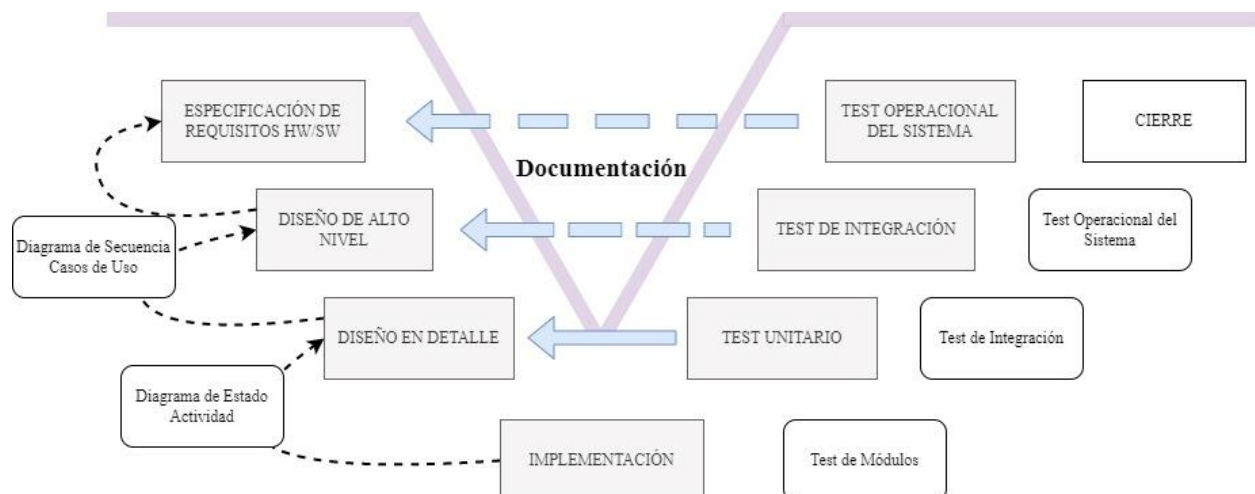 ESPECIFICACIÓN DE
REQUISITOS HW/SW
TEST OPERACIONAL
DEL SISTEMA
CIERRE
Documentación
DISEÑO DE ALTO
NIVEL
TEST DE INTEGRACIÓN
Test Operacional del
Sistema
Diagrama de Secuencia
Casos de Uso
DISEÑO EN DETALLE
TEST UNITARIO
Test de Integración
Diagrama de Estado
Actividad
IMPLEMENTACIÓN
Test de Módulos